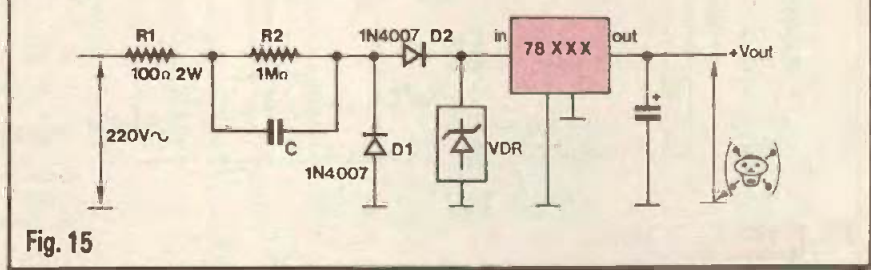 R1
R2
1N4007 D2
in
78 XXX
out
+Vout
100Ω 2W
1MΩ
+
220V~
C
D1
VDR
1N4007
Fig. 15